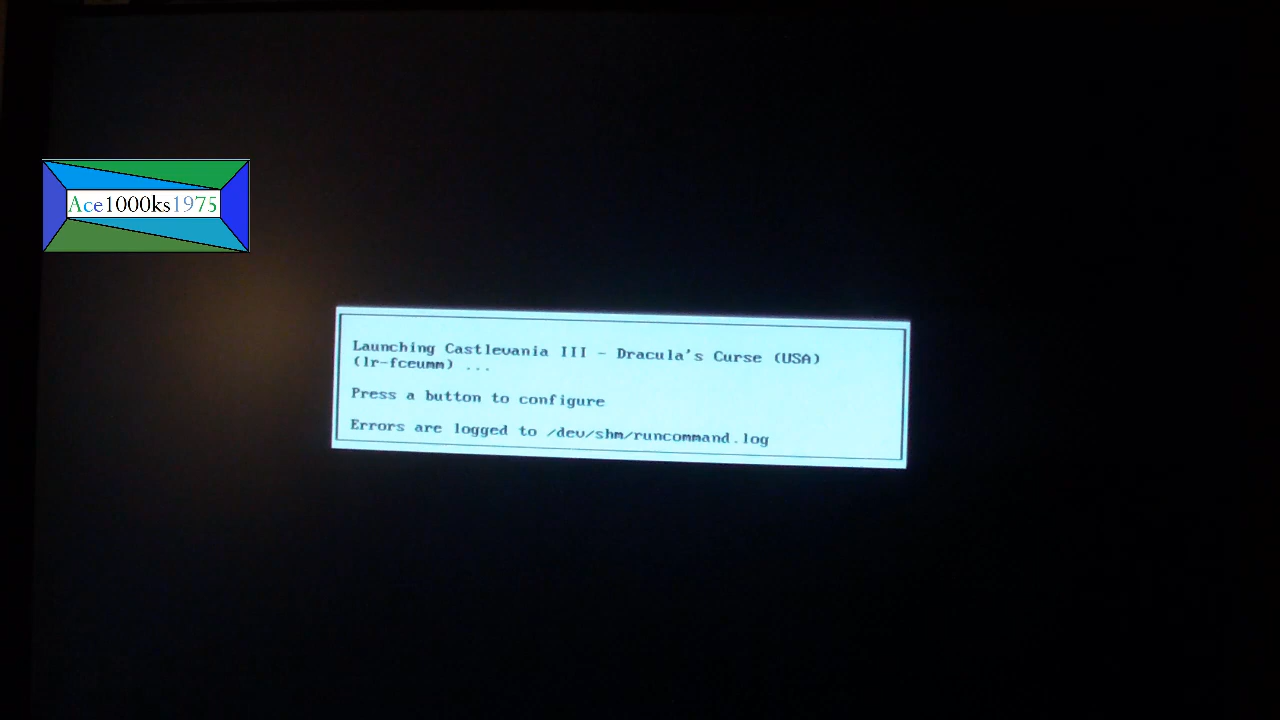 Ace1000ks1975
Launching Castlevania III - Dracula's Curse (USA)
(lr-fceumm) ...
Press a button to configure
Errors are logged to /dev/shm/runcommand.log